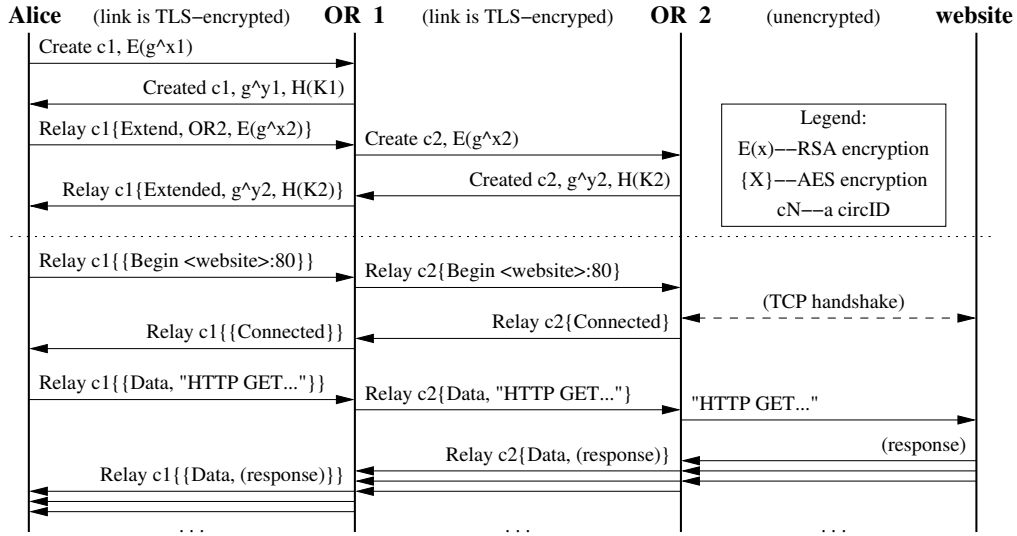 Alice (link is TLS−encrypted) OR 1 (link is TLS−encryped) OR 2 (unencrypted) website
Create c1, E(g^x1)
Created c1, g^y1, H(K1)
Relay c1{Extend, OR2, E(g^x2)}
Create c2, E(g^x2)
Created c2, g^y2, H(K2)
Relay c1{Extended, g^y2, H(K2)}
Legend:
E(x)−−RSA encryption
{X}−−AES encryption
cN−−a circID
Relay c1{{Begin <website>:80}}
Relay c2{Begin <website>:80}
(TCP handshake)
Relay c2{Connected}
Relay c1{{Connected}}
Relay c1{{Data, "HTTP GET..."}}
Relay c2{Data, "HTTP GET..."}
"HTTP GET..."
(response)
Relay c2{Data, (response)}
Relay c1{{Data, (response)}}
. . . . . . . . .